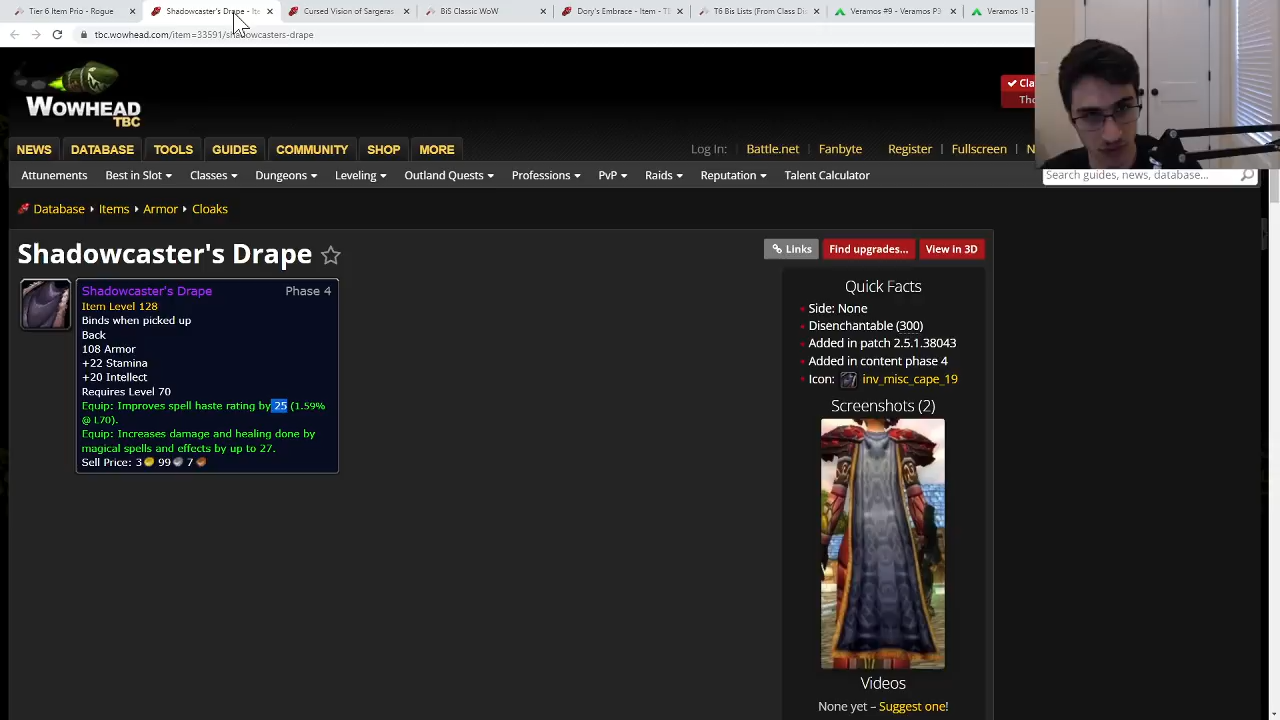 Tier 6 Item Prio - Rogue
Shadowcaster's Drape - Ite
Cursed Vision of Sargeras
BiS Classic WoW
Dory's Embrace - Item - TB
T6 Bis Lists (From Class Di
Veramos #9 - Veramos P3
Veramos 13 -
tbc.wowhead.com/item=33591/shadowcasters-drape
WOWHEAD
TBC
Cla
Tho
NEWS DATABASE TOOLS GUIDES COMMUNITY SHOP MORE
Log In: Battle.net Fanbyte Register Fullscreen N
Attunements Best in Slot Classes Dungeons Leveling Outland Quests Professions PvP Raids Reputation Talent Calculator
Search guides, news, database...
Database Items Armor Cloaks
Shadowcaster's Drape
Links Find upgrades... View in 3D
Shadowcaster's Drape Phase 4
Item Level 128
Binds when picked up
Back
108 Armor
+22 Stamina
+20 Intellect
Requires Level 70
Equip: Improves spell haste rating by 25 (1.59%
@ L70).
Equip: Increases damage and healing done by
magical spells and effects by up to 27.
Sell Price: 3 99 7
Quick Facts
Side: None
Disenchantable (300)
Added in patch 2.5.1.38043
Added in content phase 4
Icon: inv_misc_cape_19
Screenshots (2)
Videos
None yet – Suggest one!